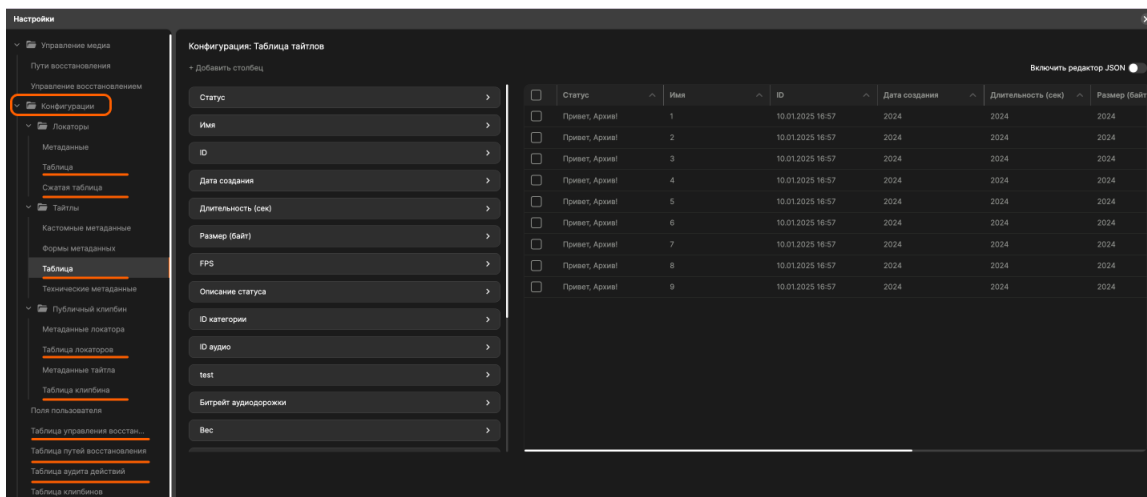 Настройки
Управление медиа
Пути восстановления
Управление восстановлением
Конфигурации
Локаторы
Метаданные
Таблица
Сжатая таблица
Тайтлы
Кастомные метаданные
Формы метаданных
Таблица
Технические метаданные
Публичный клипбин
Метаданные локатора
Таблица локаторов
Метаданные тайтла
Таблица клипбина
Поля пользователя
Таблица управления восстан...
Таблица путей восстановления
Таблица аудита действий
Таблица клипбинов
Конфигурация: Таблица тайтлов
+ Добавить столбец
Включить редактор JSON
Статус
Имя
ID
Дата создания
Длительность (сек)
Размер (байт)
FPS
Описание статуса
ID категории
ID аудио
test
Битрейт аудиодорожки
Вес
Статус Имя ID Дата создания Длительность (сек) Размер (байт
Привет, Архив! 1 10.01.2025 16:57 2024 2024 2024
Привет, Архив! 2 10.01.2025 16:57 2024 2024 2024
Привет, Архив! 3 10.01.2025 16:57 2024 2024 2024
Привет, Архив! 4 10.01.2025 16:57 2024 2024 2024
Привет, Архив! 5 10.01.2025 16:57 2024 2024 2024
Привет, Архив! 6 10.01.2025 16:57 2024 2024 2024
Привет, Архив! 7 10.01.2025 16:57 2024 2024 2024
Привет, Архив! 8 10.01.2025 16:57 2024 2024 2024
Привет, Архив! 9 10.01.2025 16:57 2024 2024 2024